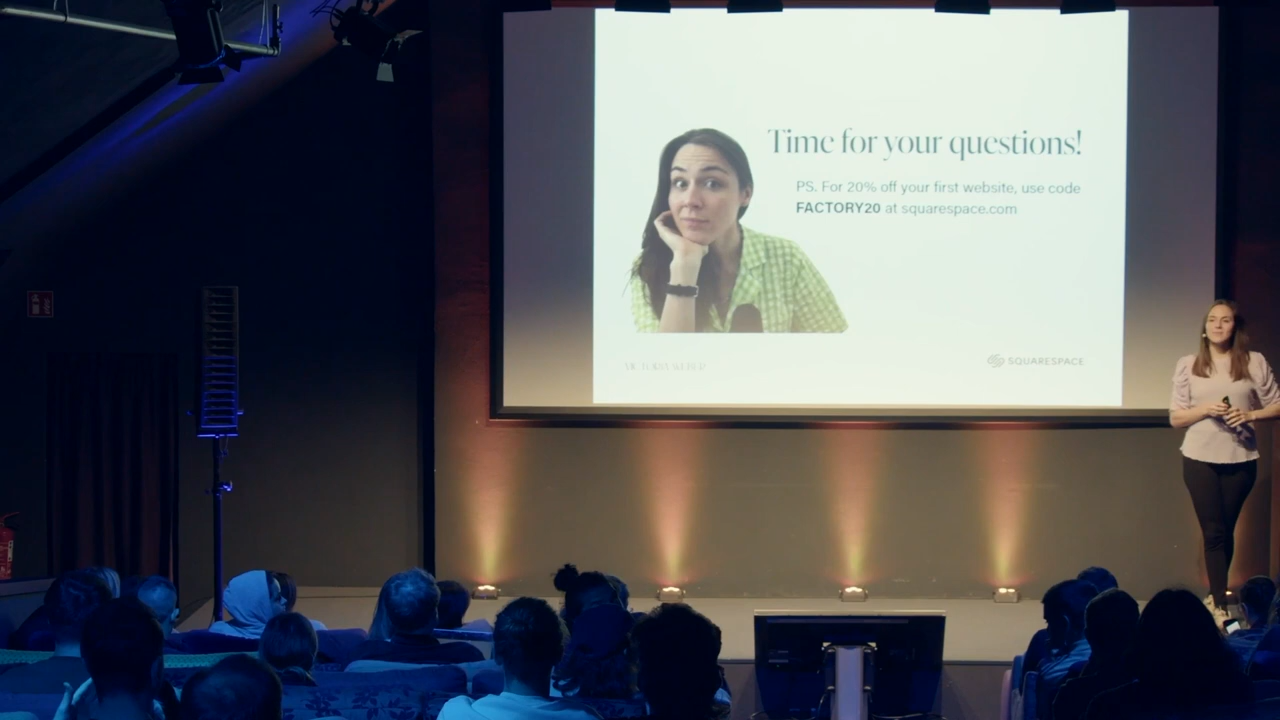 Time for your questions!
PS. For 20% off your first website, use code
FACTORY20 at squarespace.com
SQUARESPACE